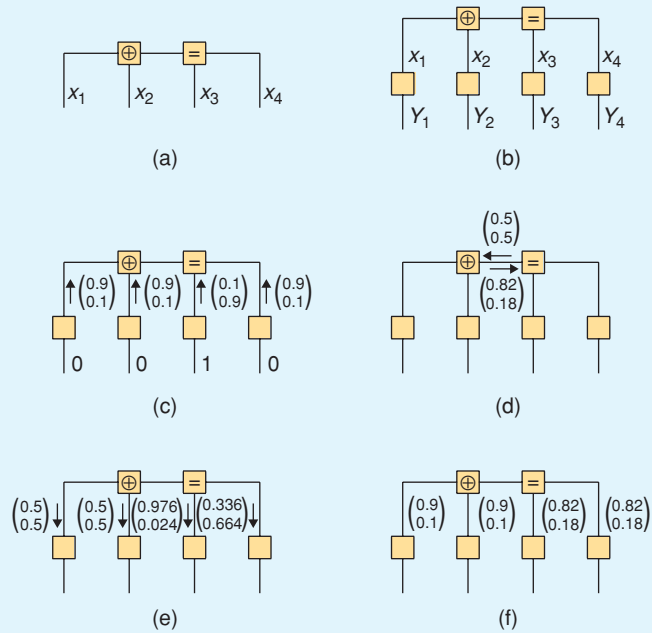 ⊕ =
x₁ x₂ x₃ x₄
(a)
⊕ =
x₁ x₂ x₃ x₄
Y₁ Y₂ Y₃ Y₄
(b)
⊕ =
(0.9 0.1) (0.9 0.1) (0.1 0.9) (0.9 0.1)
0 0 1 0
(c)
(0.5 0.5)
⊕ =
(0.82 0.18)
(d)
⊕ =
(0.5 0.5) (0.5 0.5) (0.976 0.024) (0.336 0.664)
(e)
⊕ =
(0.9 0.1) (0.9 0.1) (0.82 0.18) (0.82 0.18)
(f)